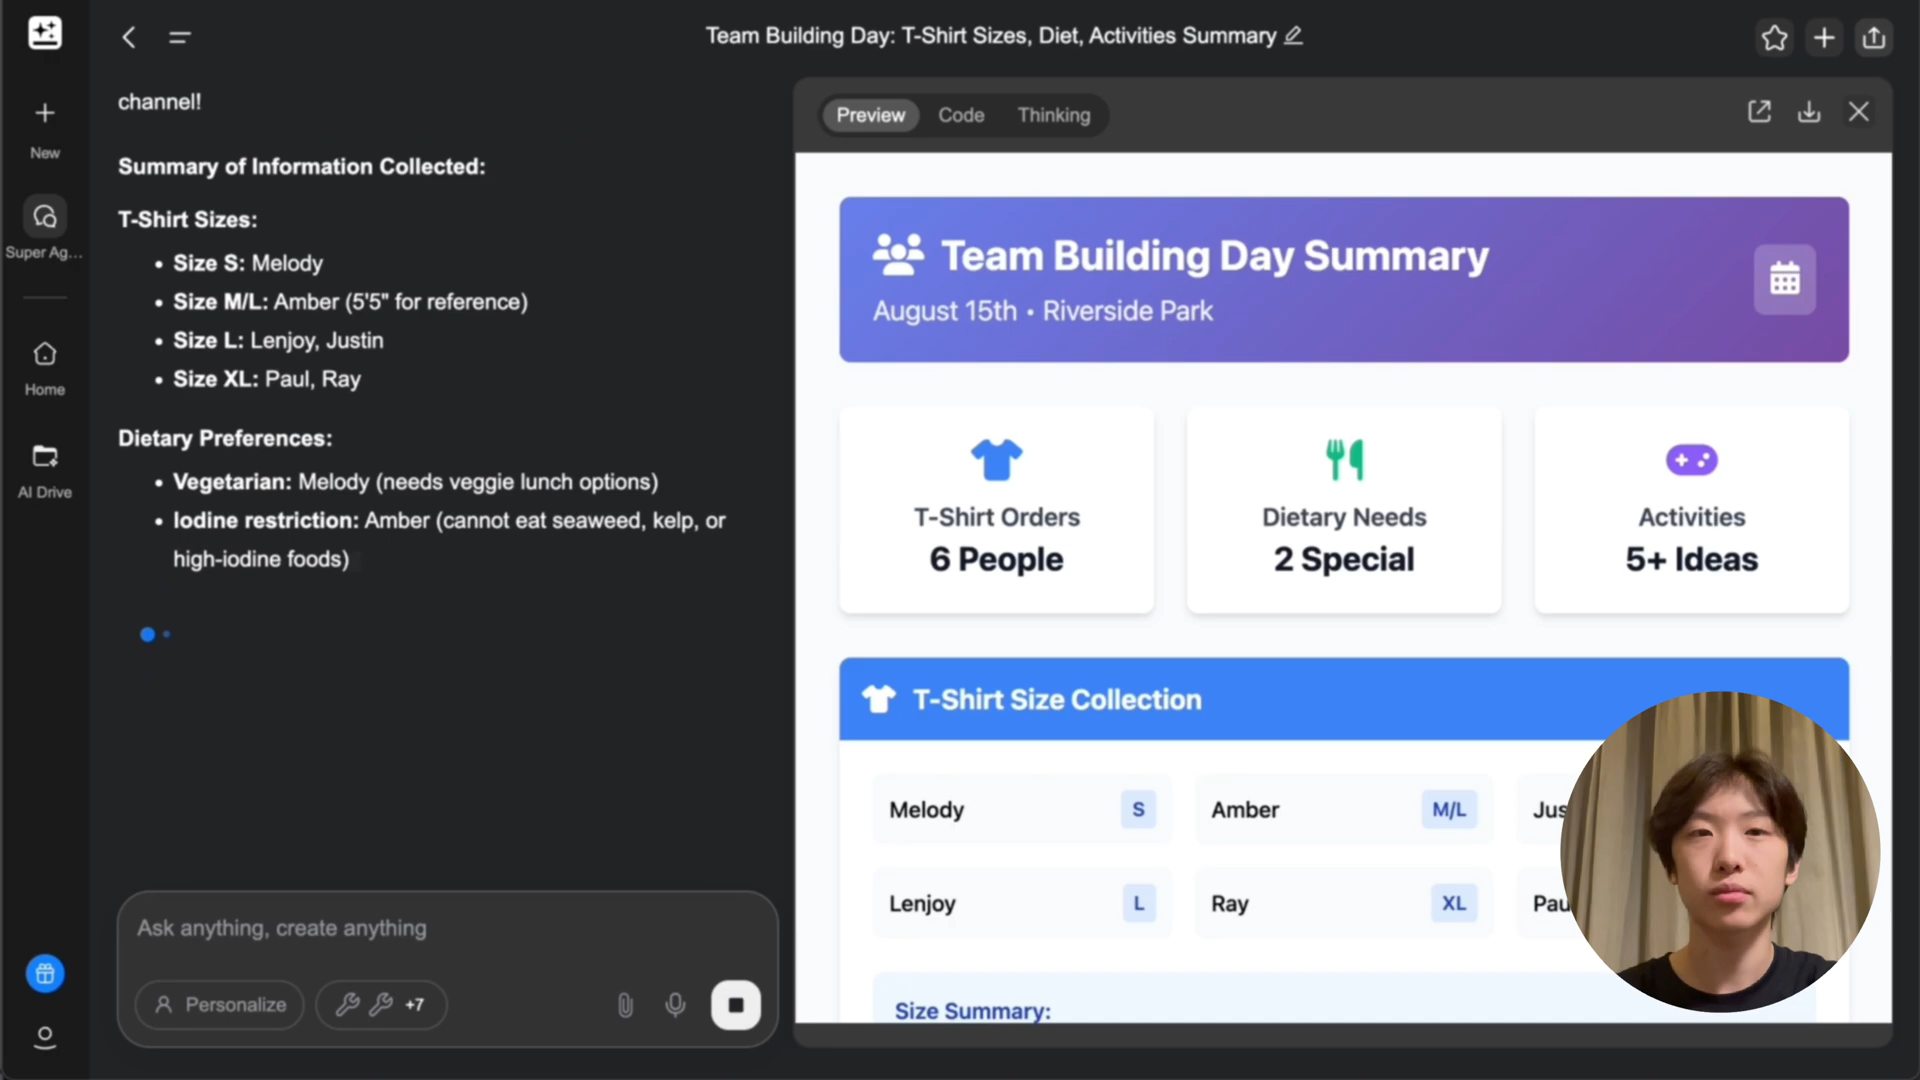 Team Building Day: T-Shirt Sizes, Diet, Activities Summary
New
Super Ag...
Home
AI Drive
channel!
Summary of Information Collected:
T-Shirt Sizes:
• Size S: Melody
• Size M/L: Amber (5'5" for reference)
• Size L: Lenjoy, Justin
• Size XL: Paul, Ray
Dietary Preferences:
• Vegetarian: Melody (needs veggie lunch options)
• Iodine restriction: Amber (cannot eat seaweed, kelp, or
high-iodine foods)
Ask anything, create anything
Personalize
+7
Preview Code Thinking
Team Building Day Summary
August 15th • Riverside Park
T-Shirt Orders
6 People
Dietary Needs
2 Special
Activities
5+ Ideas
T-Shirt Size Collection
Melody S Amber M/L Jus
Lenjoy L Ray XL Pau
Size Summary: